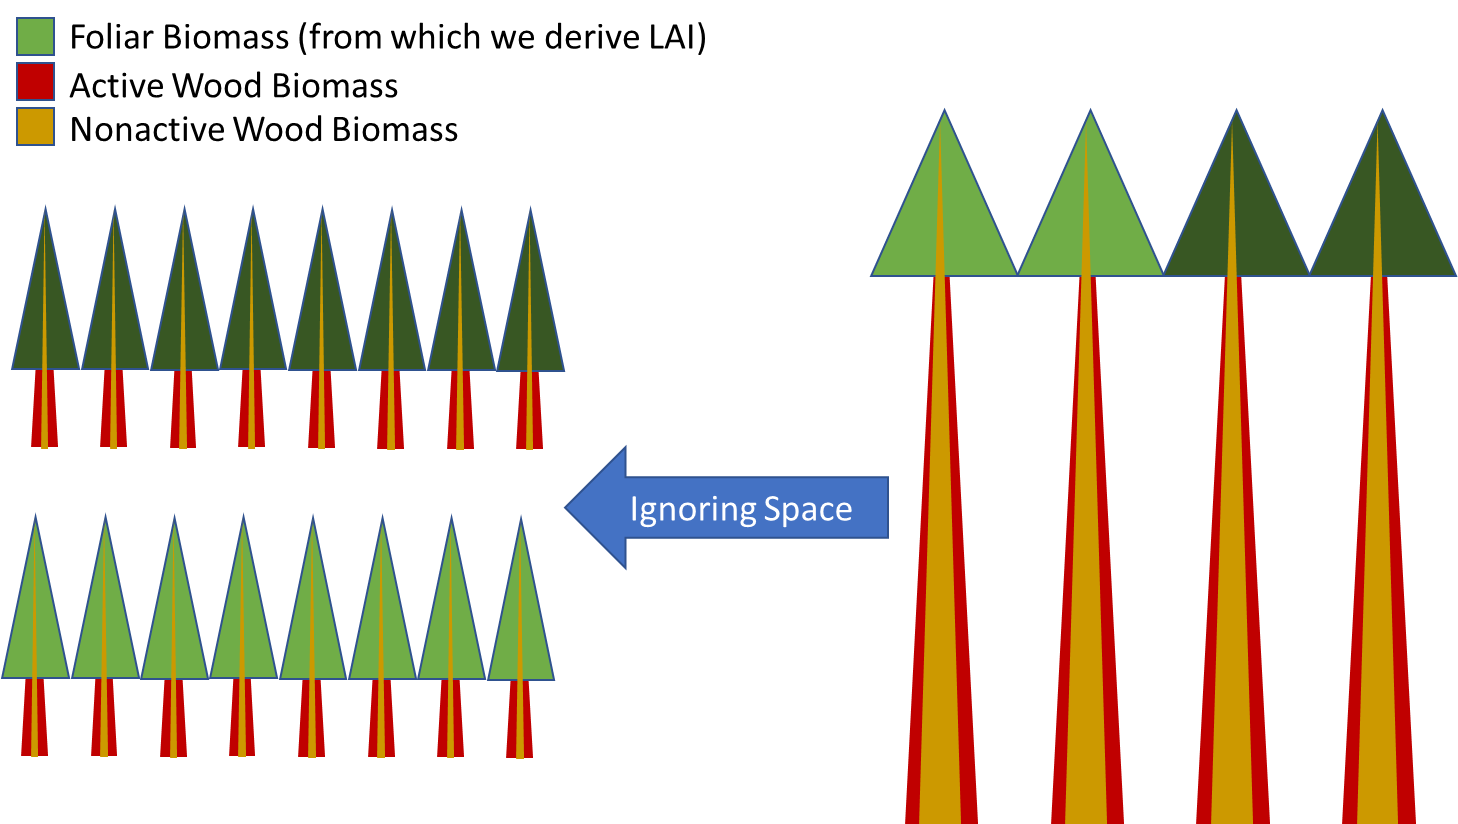 Foliar Biomass (from which we derive LAI)
Active Wood Biomass
Nonactive Wood Biomass
Ignoring Space